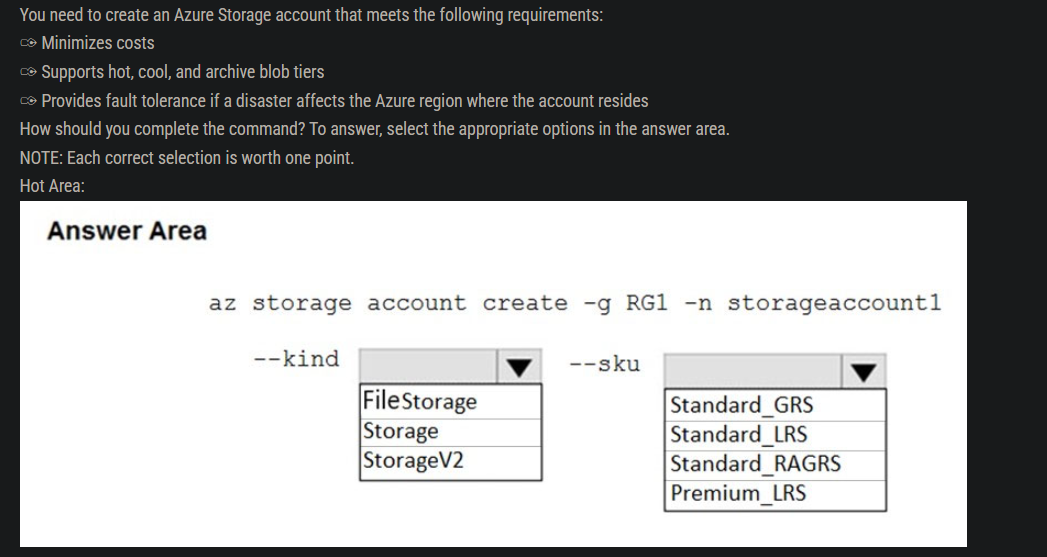 You need to create an Azure Storage account that meets the following requirements:
Minimizes costs
Supports hot, cool, and archive blob tiers
Provides fault tolerance if a disaster affects the Azure region where the account resides
How should you complete the command? To answer, select the appropriate options in the answer area.
NOTE: Each correct selection is worth one point.
Hot Area:
Answer Area
az storage account create -g RG1 -n storageaccount1
--kind
FileStorage
Storage
StorageV2
--sku
Standard_GRS
Standard_LRS
Standard_RAGRS
Premium_LRS